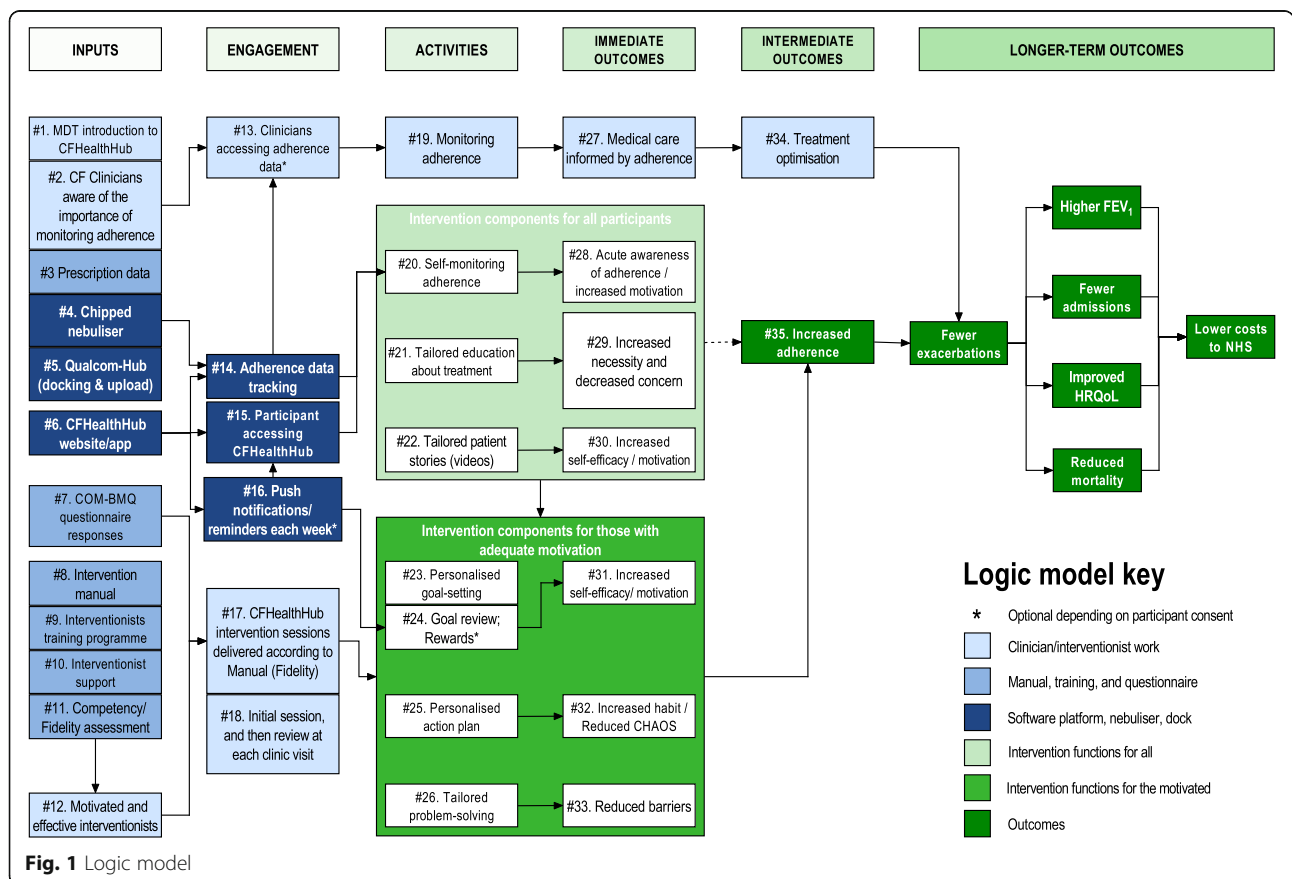 INPUTS
ENGAGEMENT
ACTIVITIES
IMMEDIATE
OUTCOMES
INTERMEDIATE
OUTCOMES
LONGER-TERM OUTCOMES
#1. MDT introduction to
CFHealthHub
#2. CF Clinicians
aware of the
importance of
monitoring adherence
#3 Prescription data
#4. Chipped
nebuliser
#5. Qualcom-Hub
(docking & upload)
#6. CFHealthHub
website/app
#7. COM-BMQ
questionnaire
responses
#8. Intervention
manual
#9. Interventionists
training programme
#10. Interventionist
support
#11. Competency/
Fidelity assessment
#12. Motivated and
effective interventionists
#13. Clinicians
accessing adherence
data*
#14. Adherence data
tracking
#15. Participant
accessing
CFHealthHub
#16. Push
notifications/
reminders each week*
#17. CFHealthHub
intervention sessions
delivered according to
Manual (Fidelity)
#18. Initial session,
and then review at
each clinic visit
#19. Monitoring
adherence
#27. Medical care
informed by adherence
#34. Treatment
optimisation
Intervention components for all participants
#20. Self-monitoring
adherence
#28. Acute awareness
of adherence /
increased motivation
#21. Tailored education
about treatment
#29. Increased
necessity and
decreased concern
#22. Tailored patient
stories (videos)
#30. Increased
self-efficacy / motivation
Intervention components for those with
adequate motivation
#23. Personalised
goal-setting
#24. Goal review;
Rewards*
#31. Increased
self-efficacy/ motivation
#25. Personalised
action plan
#32. Increased habit /
Reduced CHAOS
#26. Tailored
problem-solving
#33. Reduced barriers
#35. Increased
adherence
Fewer
exacerbations
Higher FEV1
Fewer
admissions
Improved
HRQoL
Reduced
mortality
Lower costs
to NHS
Logic model key
* Optional depending on participant consent
Clinician/interventionist work
Manual, training, and questionnaire
Software platform, nebuliser, dock
Intervention functions for all
Intervention functions for the motivated
Outcomes
Fig. 1 Logic model